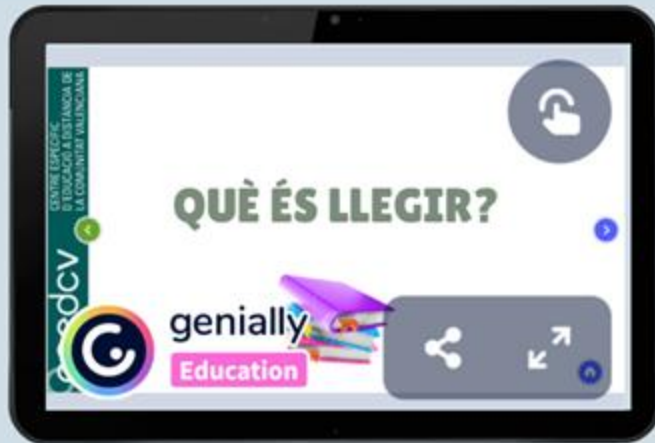 CENTRE ESPECÍFIC
D'EDUCACIÓ A DISTÀNCIA DE
LA COMUNITAT VALENCIANA
QUÈ ÉS LLEGIR?
genially
Education